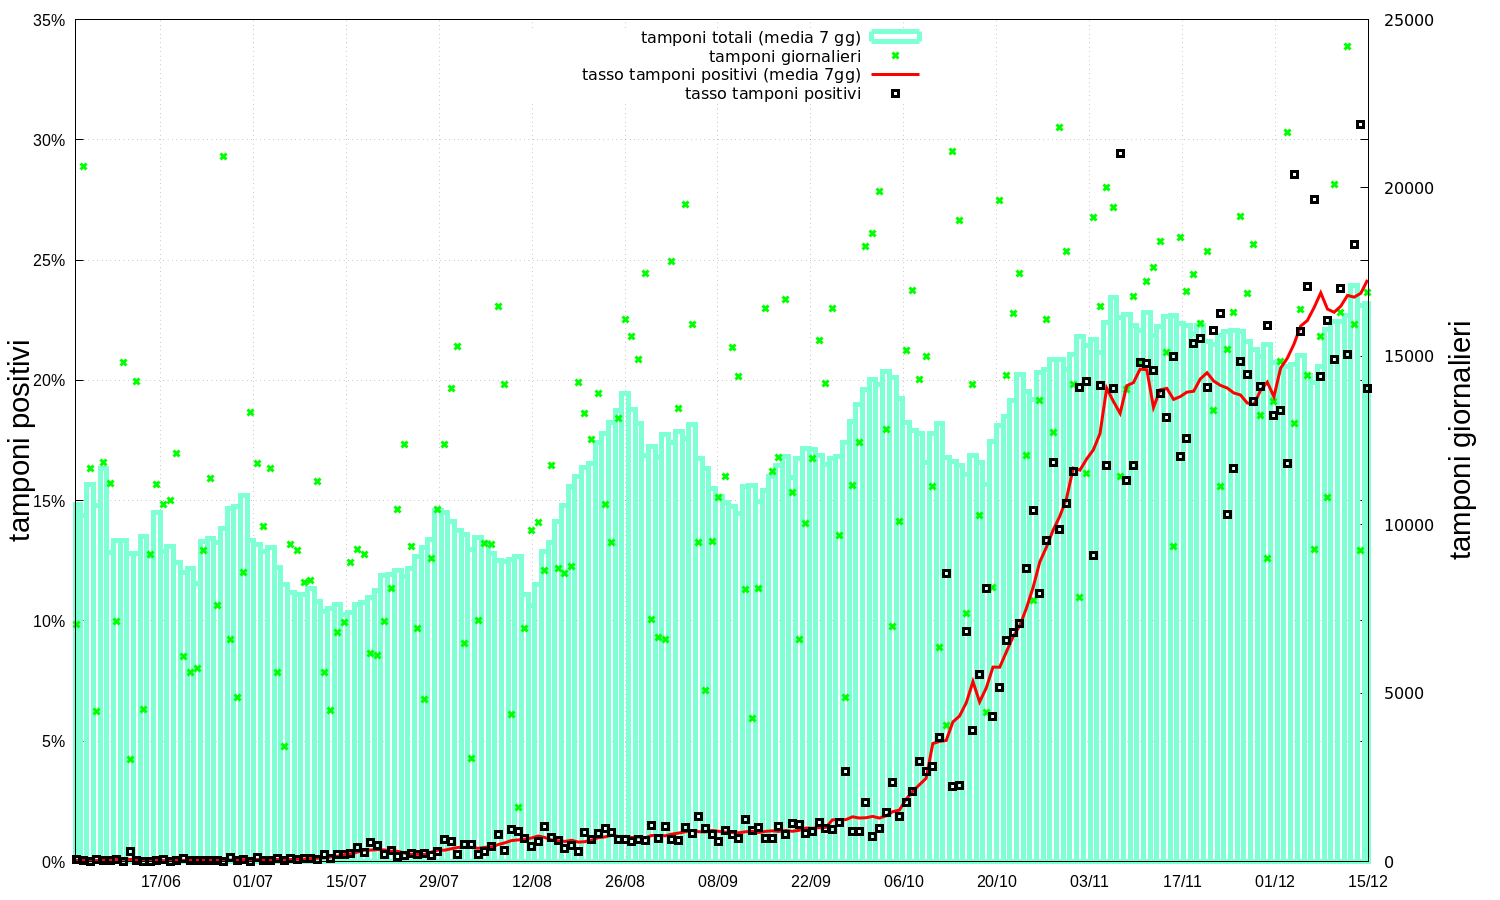 tamponi totali (media 7 gg)
tamponi giornalieri
tasso tamponi positivi (media 7gg)
tasso tamponi positivi
35%
30%
25%
20%
15%
10%
5%
0%
tamponi positivi
25000
20000
15000
10000
5000
0
tamponi giornalieri
17/06 01/07 15/07 29/07 12/08 26/08 08/09 22/09 06/10 20/10 03/11 17/11 01/12 15/12